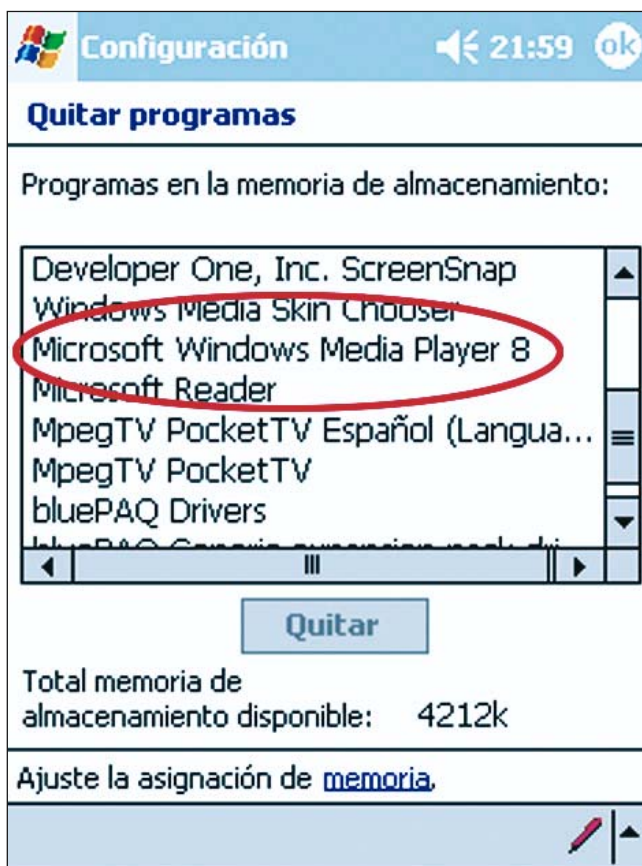 Configuración 21:59 ok
Quitar programas
Programas en la memoria de almacenamiento:
Developer One, Inc. ScreenSnap
Windows Media Skin Chooser
Microsoft Windows Media Player 8
Microsoft Reader
MpegTV PocketTV Español (Langua...
MpegTV PocketTV
bluePAQ Drivers
Quitar
Total memoria de
almacenamiento disponible: 4212k
Ajuste la asignación de memoria.